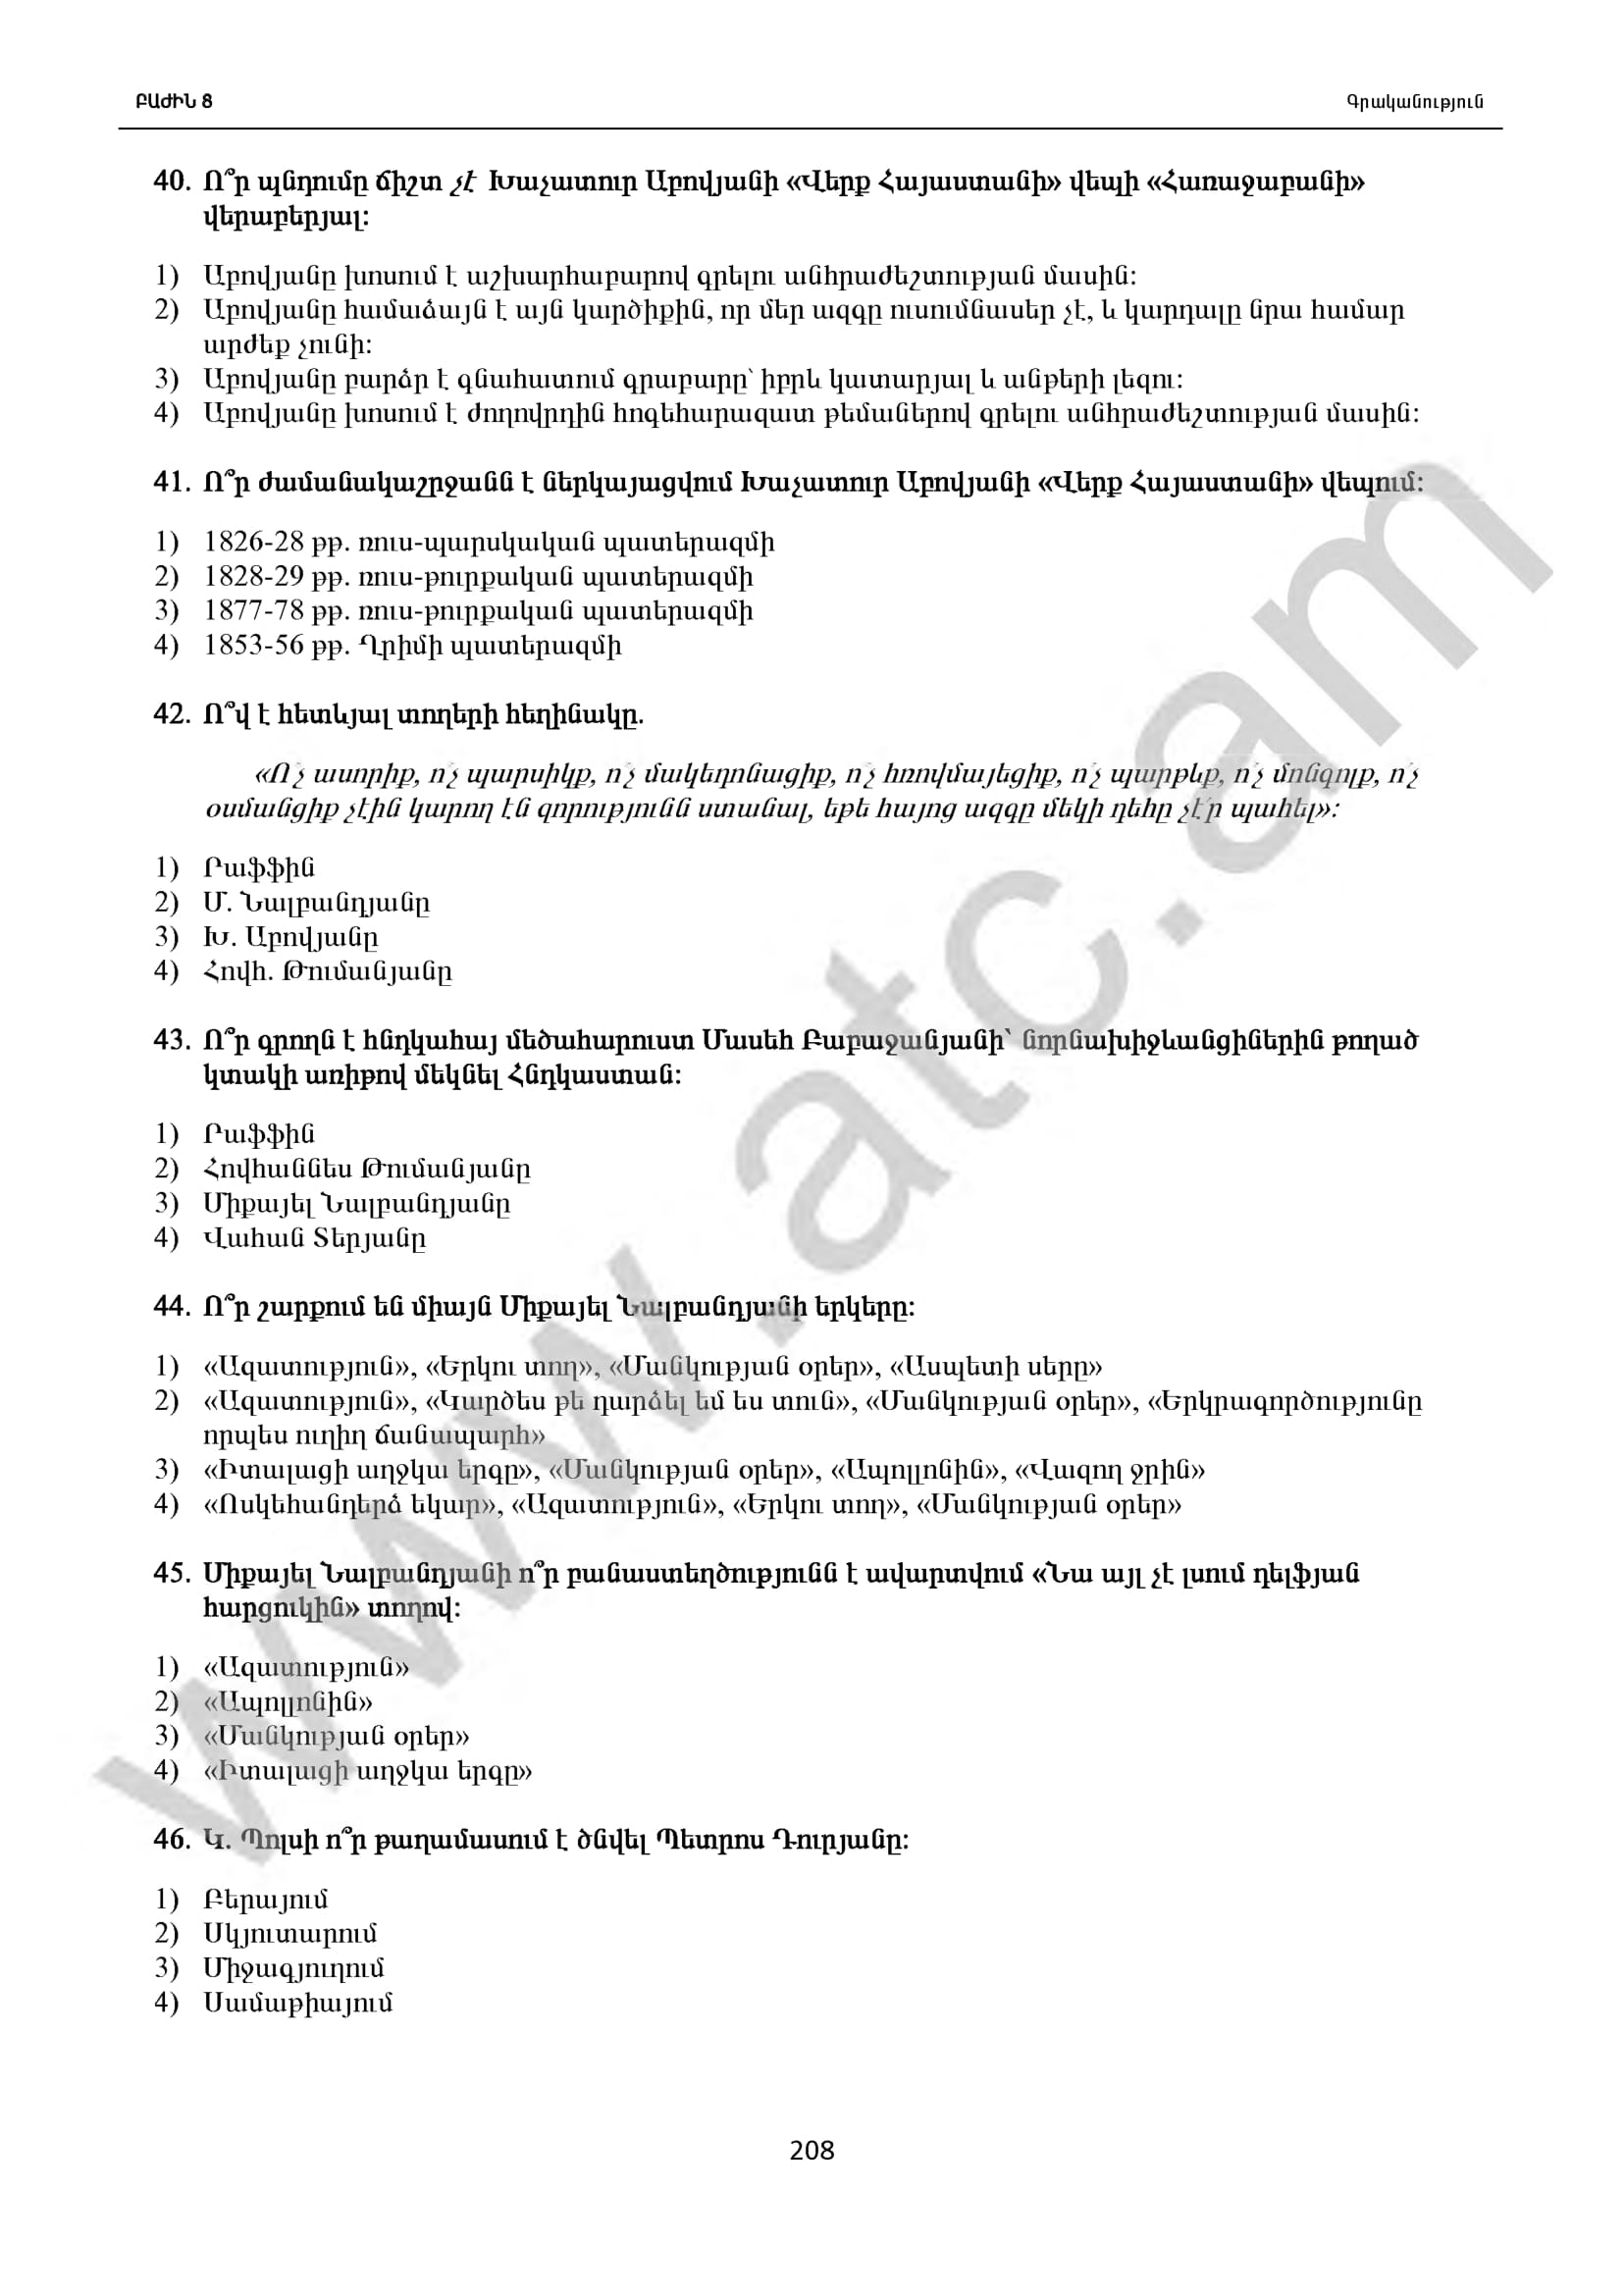 ԲԱԺԻՆ 8
Գրականություն
40. Ո՞ր պնդումը ճիշտ չէ Խաչատուր Աբովյանի «Վերք Հայաստանի» վեպի «Հառաջաբանի»
վերաբերյալ:
1) Աբովյանը խոսում է աշխարհաբարով գրելու անհրաժեշտության մասին:
2) Աբովյանը համաձայն է այն կարծիքին, որ մեր ազգը ուսումնասեր չէ, և կարդալը նրա համար
արժեք չունի:
3) Աբովյանը բարձր է գնահատում գրաբարը՝ իբրև կատարյալ և անթերի լեզու:
4) Աբովյանը խոսում է ժողովրդին հոգեհարազատ թեմաներով գրելու անհրաժեշտության մասին:
41. Ո՞ր ժամանակաշրջանն է ներկայացվում Խաչատուր Աբովյանի «Վերք Հայաստանի» վեպում:
1) 1826-28 թթ. ռուս-պարսկական պատերազմի
2) 1828-29 թթ. ռուս-թուրքական պատերազմի
3) 1877-78 թթ. ռուս-թուրքական պատերազմի
4) 1853-56 թթ. Ղրիմի պատերազմի
42. Ո՞վ է հետևյալ տողերի հեղինակը.
«Ո՛չ ասորիք, ո՛չ պարսիկք, ո՛չ մակեդոնացիք, ո՛չ հռովմայեցիք, ո՛չ պարթևք, ո՛չ մոնգոլք, ո՛չ
օսմանցիք չէին կարող էն զորությունն ստանալ, եթե հայոց ազգը մեկի դեհը չէ՛ր պահել»:
1) Րաֆֆին
2) Մ. Նալբանդյանը
3) Խ. Աբովյանը
4) Հովհ. Թումանյանը
43. Ո՞ր գրողն է հնդկահայ մեծահարուստ Մասեհ Բաբաջանյանի՝ նորնախիջևանցիներին թողած
կտակի առիթով մեկնել Հնդկաստան:
1) Րաֆֆին
2) Հովհաննես Թումանյանը
3) Միքայել Նալբանդյանը
4) Վահան Տերյանը
44. Ո՞ր շարքում են միայն Միքայել Նալբանդյանի երկերը:
1) «Ազատություն», «Երկու տող», «Մանկության օրեր», «Ասպետի սերը»
2) «Ազատություն», «Կարծես թե դարձել եմ ես տուն», «Մանկության օրեր», «Երկրագործությունը
որպես ուղիղ ճանապարհ»
3) «Իտալացի աղջկա երգը», «Մանկության օրեր», «Ապոլլոնին», «Վազող ջրին»
4) «Ոսկեհանդերձ եկար», «Ազատություն», «Երկու տող», «Մանկության օրեր»
45. Միքայել Նալբանդյանի ո՞ր բանաստեղծությունն է ավարտվում «Նա այլ չէ լսում դելֆյան
հարցուկին» տողով:
1) «Ազատություն»
2) «Ապոլլոնին»
3) «Մանկության օրեր»
4) «Իտալացի աղջկա երգը»
46. Կ. Պոլսի ո՞ր թաղամասում է ծնվել Պետրոս Դուրյանը:
1) Բերայում
2) Սկյուտարում
3) Միջագյուղում
4) Սամաթիայում
208
www.atc.am